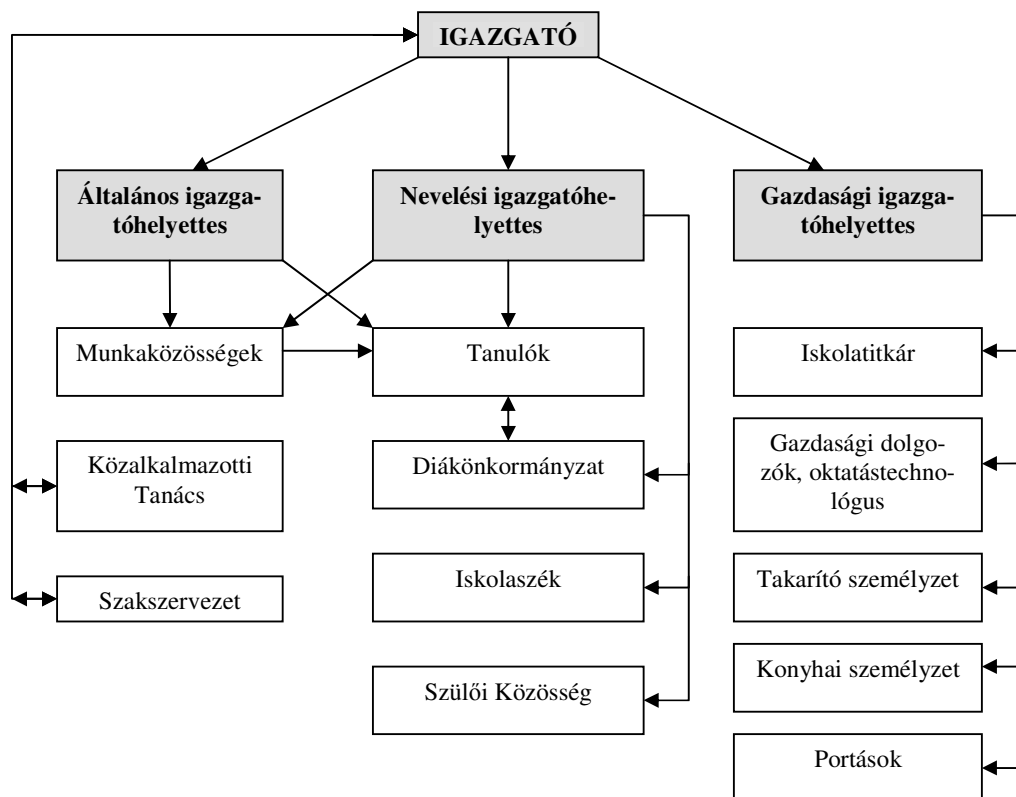 IGAZGATÓ
Általános igazga-
tóhelyettes
Nevelési igazgatóhe-
lyettes
Gazdasági igazga-
tóhelyettes
Munkaközösségek
Tanulók
Iskolatitkár
Közalkalmazotti
Tanács
Diákönkormányzat
Gazdasági dolgo-
zók, oktatástechno-
lógus
Szakszervezet
Iskolaszék
Takarító személyzet
Szülői Közösség
Konyhai személyzet
Portások